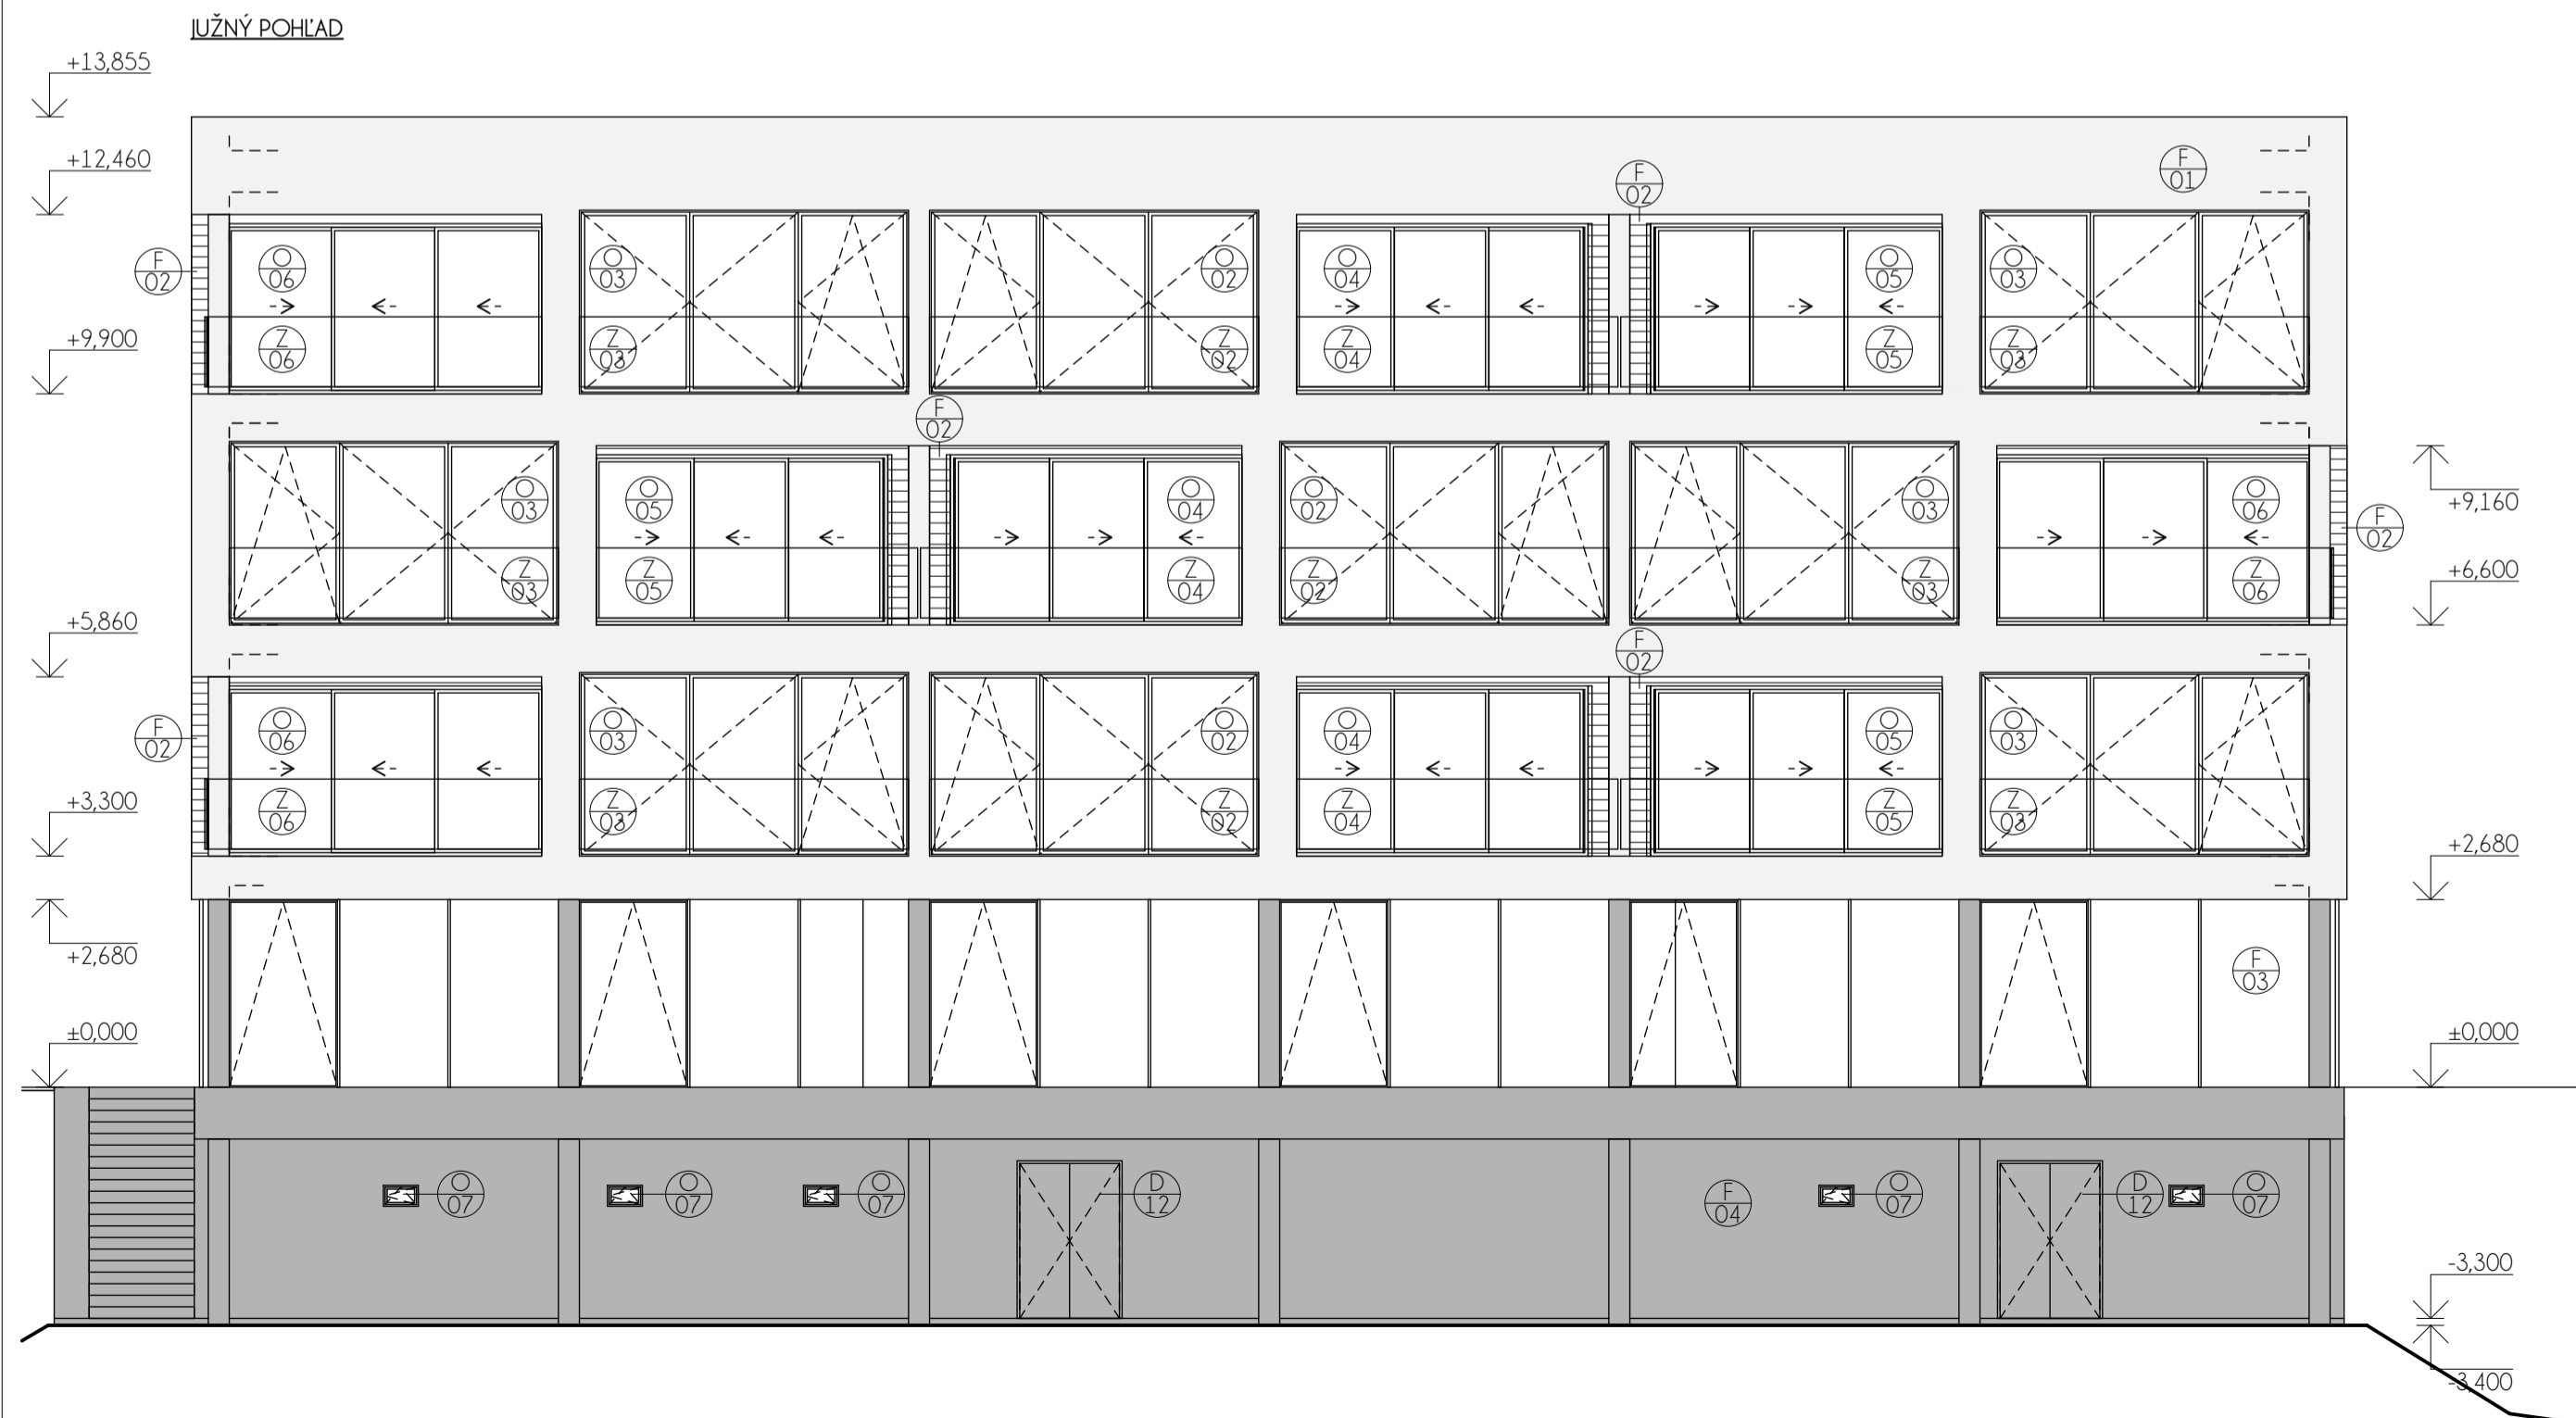 JUŽNÝ POHĽAD
+13,855
+12,460
F
01
F
02
F
02
O
06
O
03
O
02
O
04
O
05
O
03
+9,900
Z
06
Z
03
Z
02
Z
04
Z
05
Z
03
F
02
O
03
O
05
O
04
O
02
O
03
O
06
+9,160
F
02
Z
03
Z
05
Z
04
Z
02
Z
03
Z
06
+6,600
+5,860
F
02
F
02
O
06
O
03
O
02
O
04
O
05
O
03
+3,300
Z
06
Z
03
Z
02
Z
04
Z
05
Z
03
+2,680
+2,680
F
03
±0,000
±0,000
O
07
O
07
O
07
D
12
F
04
O
07
D
12
O
07
-3,300
-3,400